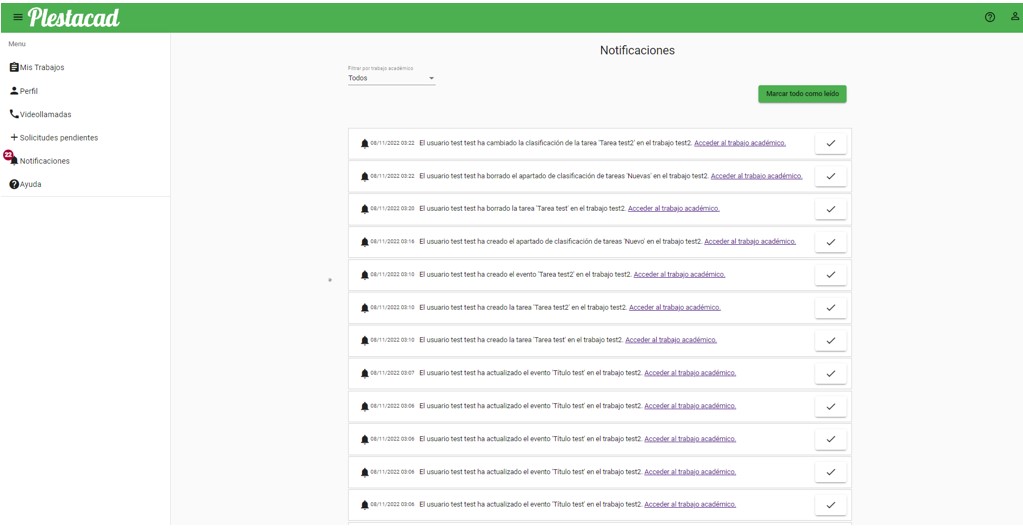 Plestacad
Menu
Mis Trabajos
Perfil
Videollamadas
Solicitudes pendientes
22
Notificaciones
Ayuda
Notificaciones
Filtrar por trabajo académico
Todos
Marcar todo como leído
08/11/2022 03:22 El usuario test test ha cambiado la clasificación de la tarea 'Tarea test2' en el trabajo test2. Acceder al trabajo académico.
08/11/2022 03:22 El usuario test test ha borrado el apartado de clasificación de tareas 'Nuevas' en el trabajo test2. Acceder al trabajo académico.
08/11/2022 03:20 El usuario test test ha borrado la tarea 'Tarea test' en el trabajo test2. Acceder al trabajo académico.
08/11/2022 03:16 El usuario test test ha creado el apartado de clasificación de tareas 'Nuevo' en el trabajo test2. Acceder al trabajo académico.
08/11/2022 03:10 El usuario test test ha creado el evento 'Tarea test2' en el trabajo test2. Acceder al trabajo académico.
08/11/2022 03:10 El usuario test test ha creado la tarea 'Tarea test2' en el trabajo test2. Acceder al trabajo académico.
08/11/2022 03:10 El usuario test test ha creado la tarea 'Tarea test' en el trabajo test2. Acceder al trabajo académico.
08/11/2022 03:07 El usuario test test ha actualizado el evento 'Título test' en el trabajo test2. Acceder al trabajo académico.
08/11/2022 03:06 El usuario test test ha actualizado el evento 'Título test' en el trabajo test2. Acceder al trabajo académico.
08/11/2022 03:06 El usuario test test ha actualizado el evento 'Título test' en el trabajo test2. Acceder al trabajo académico.
08/11/2022 03:06 El usuario test test ha actualizado el evento 'Título test' en el trabajo test2. Acceder al trabajo académico.
08/11/2022 03:06 El usuario test test ha actualizado el evento 'Título test' en el trabajo test2. Acceder al trabajo académico.